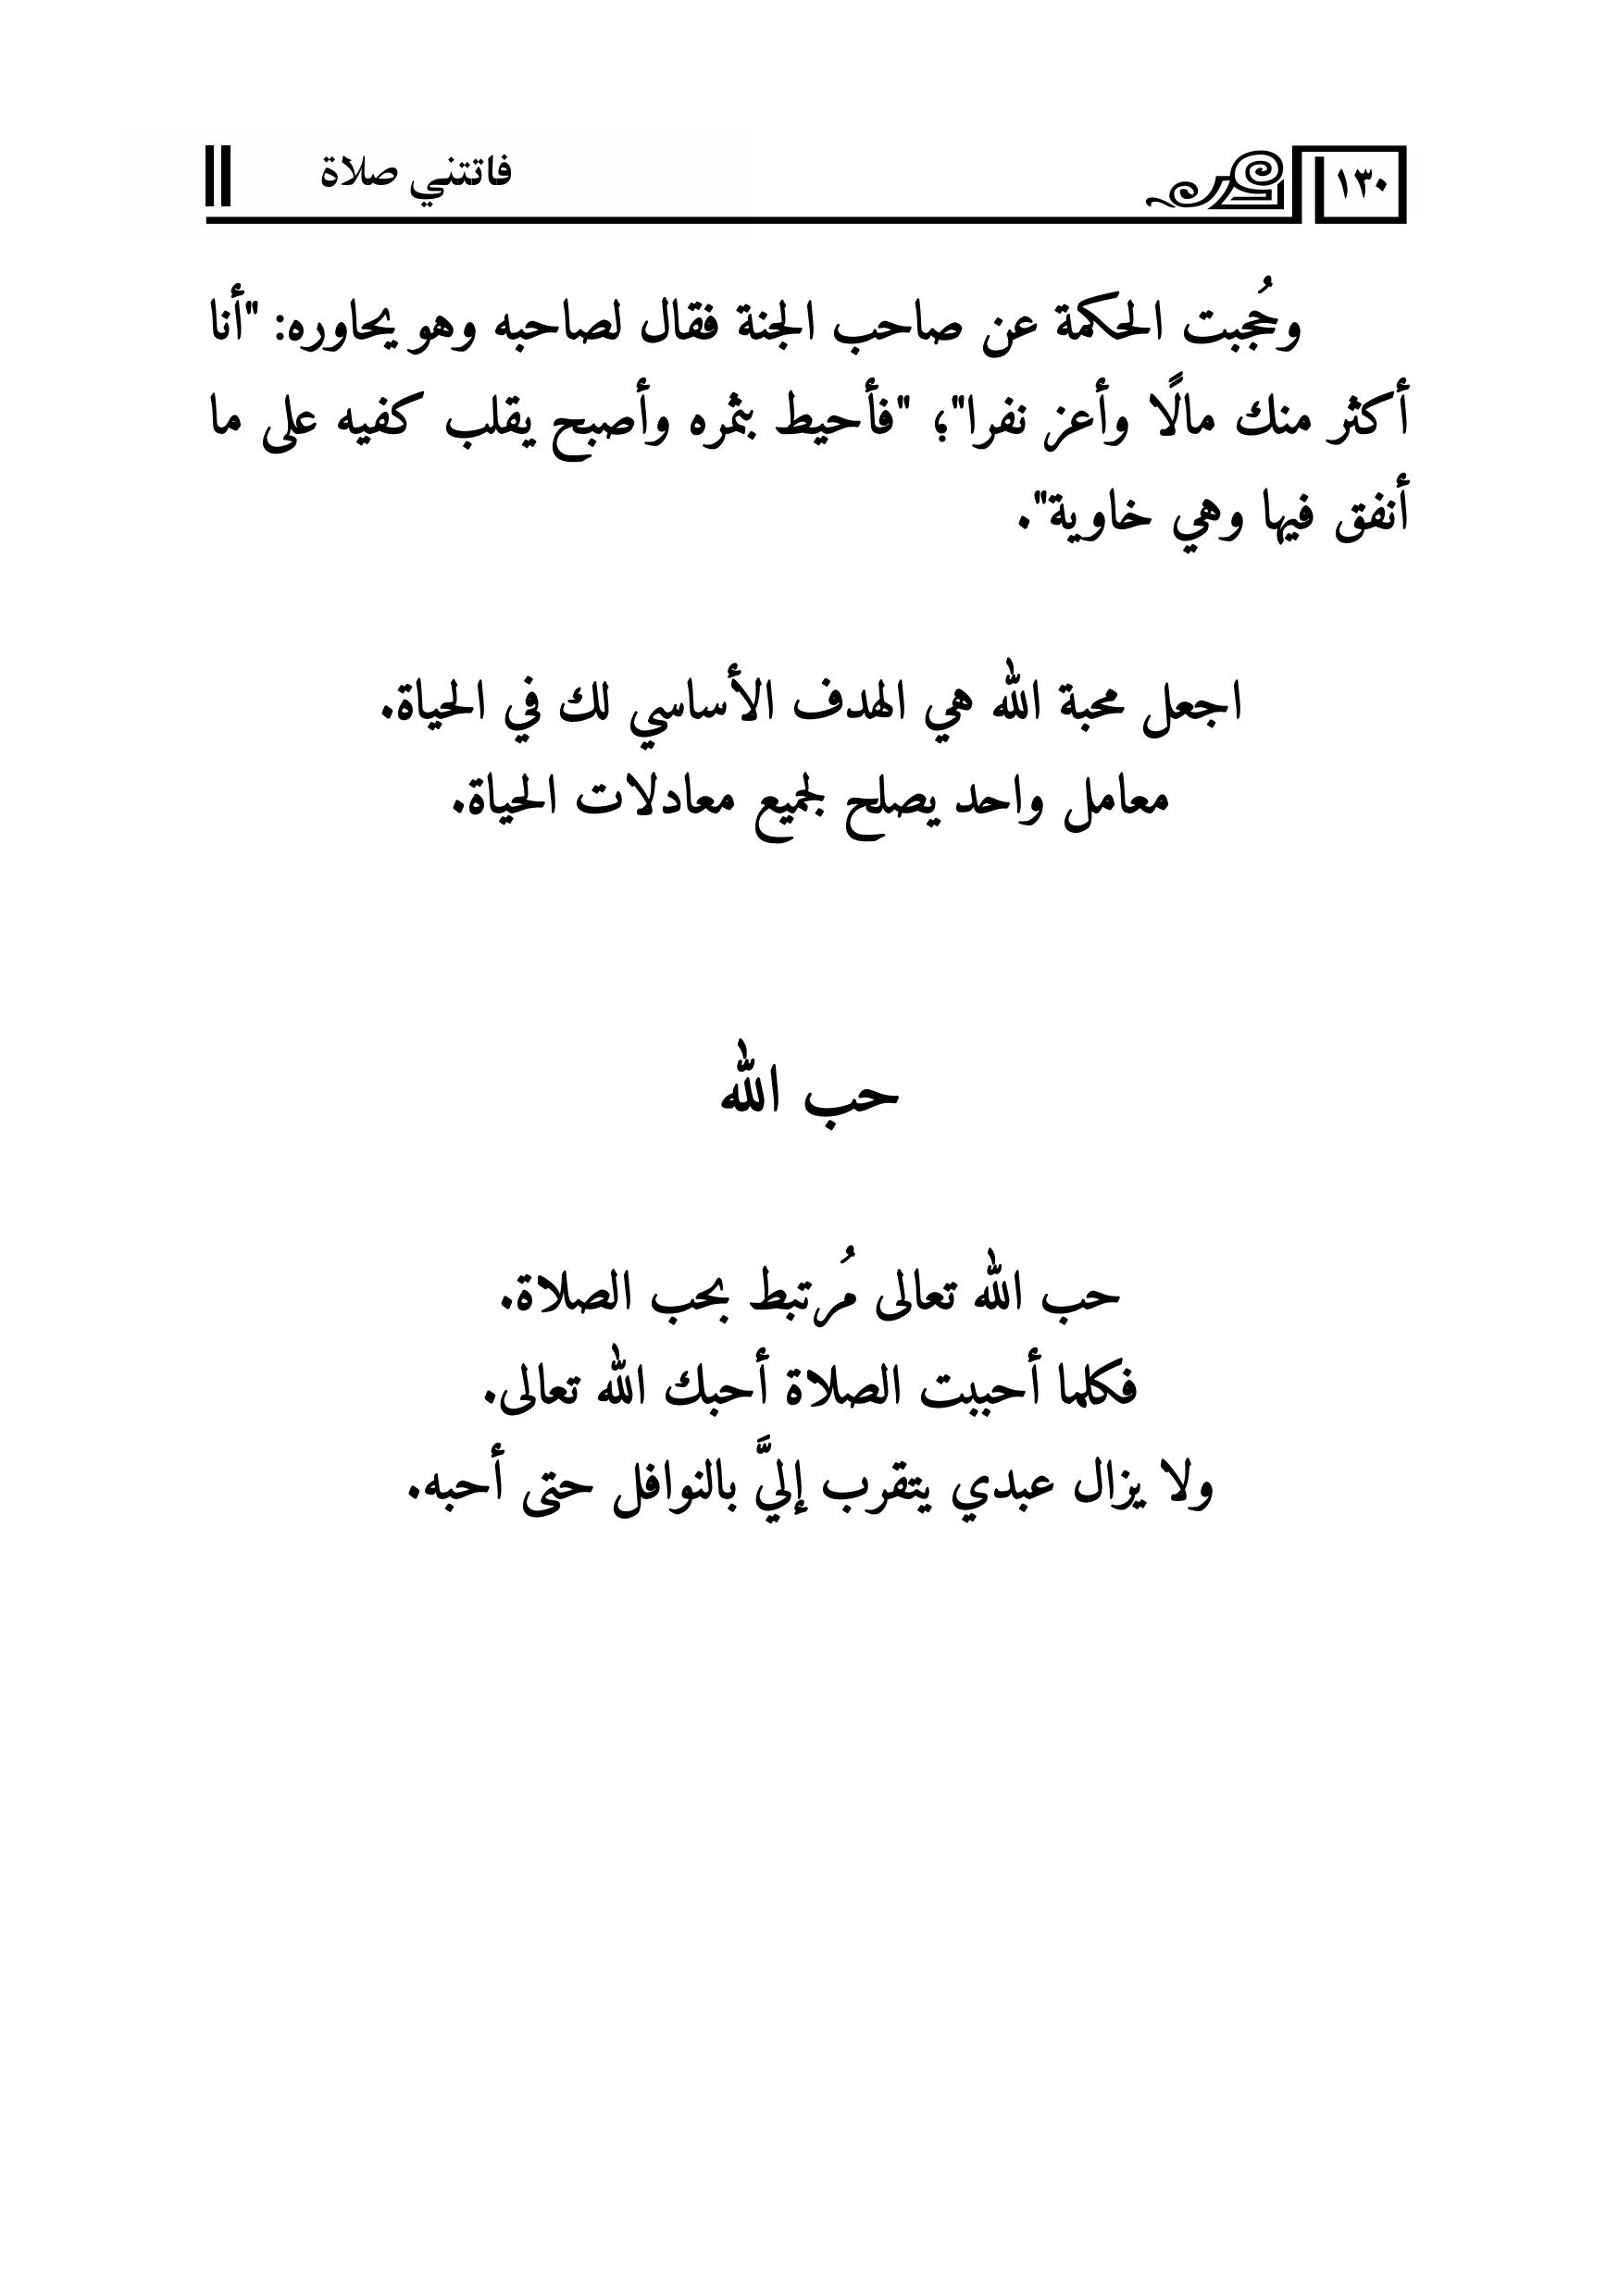 ١٣٠
فاتتني صلاة
وحُجبت الحكمة عن صاحب الجنة فقال لصاحبه وهو يحاوره: "أنا
أكثر منك مالًا وأعز نفرا"؛ "فأحيط بثمره وأصبح يقلب كفيه على ما
أنفق فيها وهي خاوية".
اجعل محبة الله هي الهدف الأساسي لك في الحياة.
معامل واحد يصلح لجميع معادلات الحياة.
حب الله
حب الله تعالى مُرتبط بحب الصلاة.
فكلما أحببت الصلاة أحبك الله تعالى.
ولا يزال عبدي يتقرب إليَّ بالنوافل حتى أحبه.